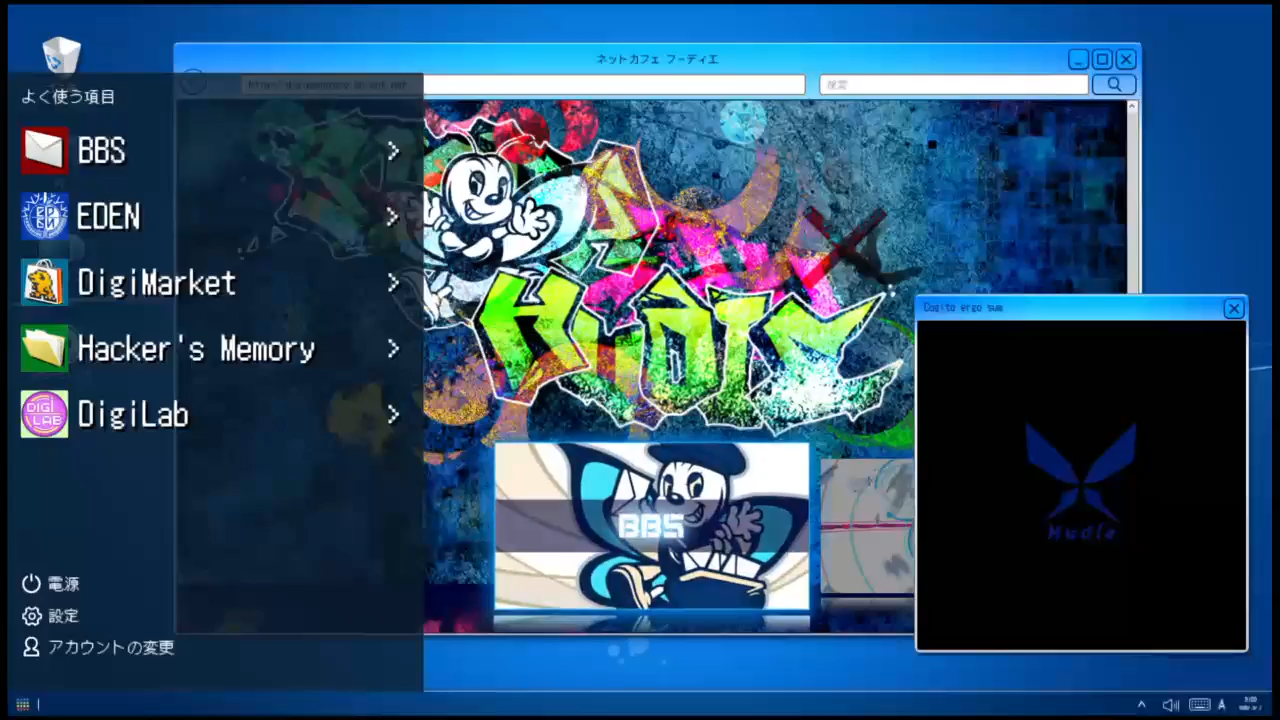 ネットカフェ フーディエ
検索
よく使う項目
BBS
EDEN
DigiMarket
Hacker's Memory
DigiLab
HUDIE
BBS
Cogito ergo sum
Hudie
電源
設定
アカウントの変更
A